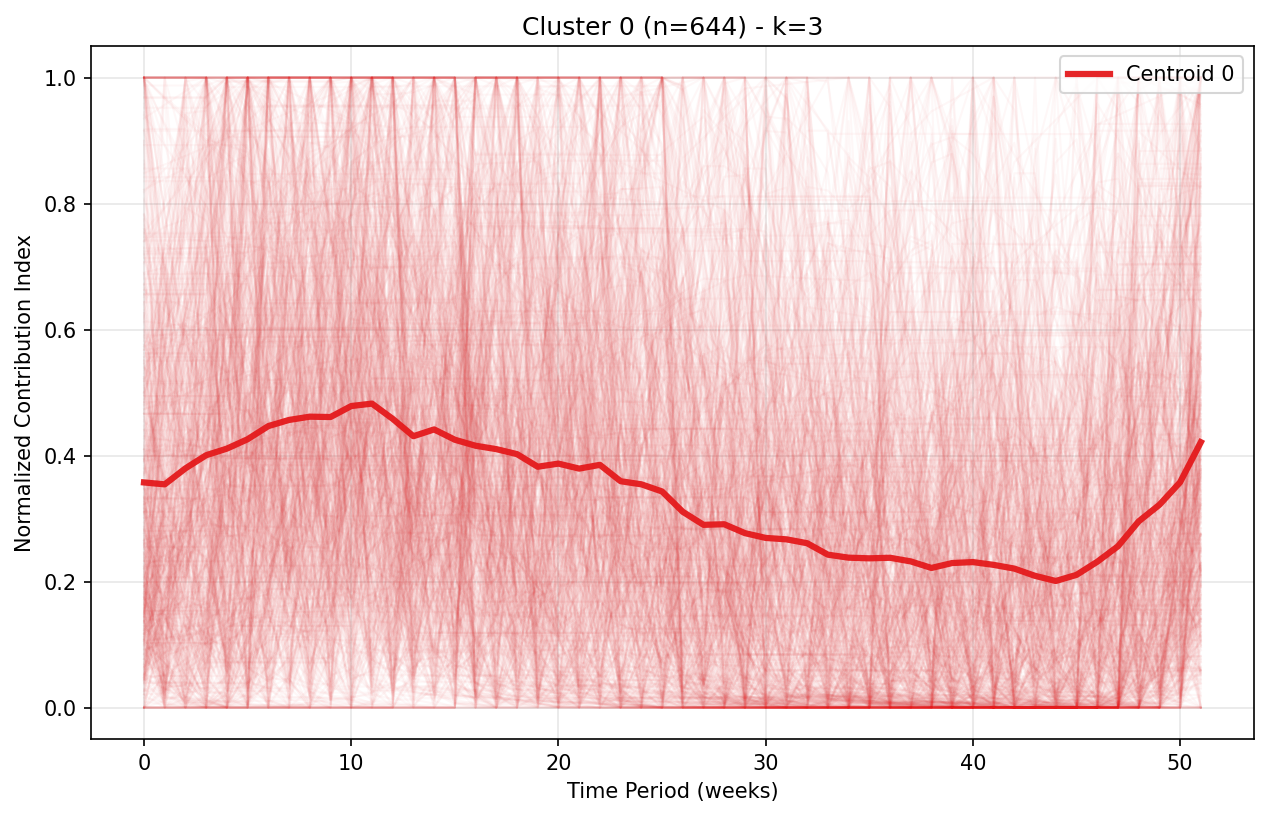 Cluster 0 (n=644) - k=3
Centroid 0
Normalized Contribution Index
1.0
0.8
0.6
0.4
0.2
0.0
0 10 20 30 40 50
Time Period (weeks)